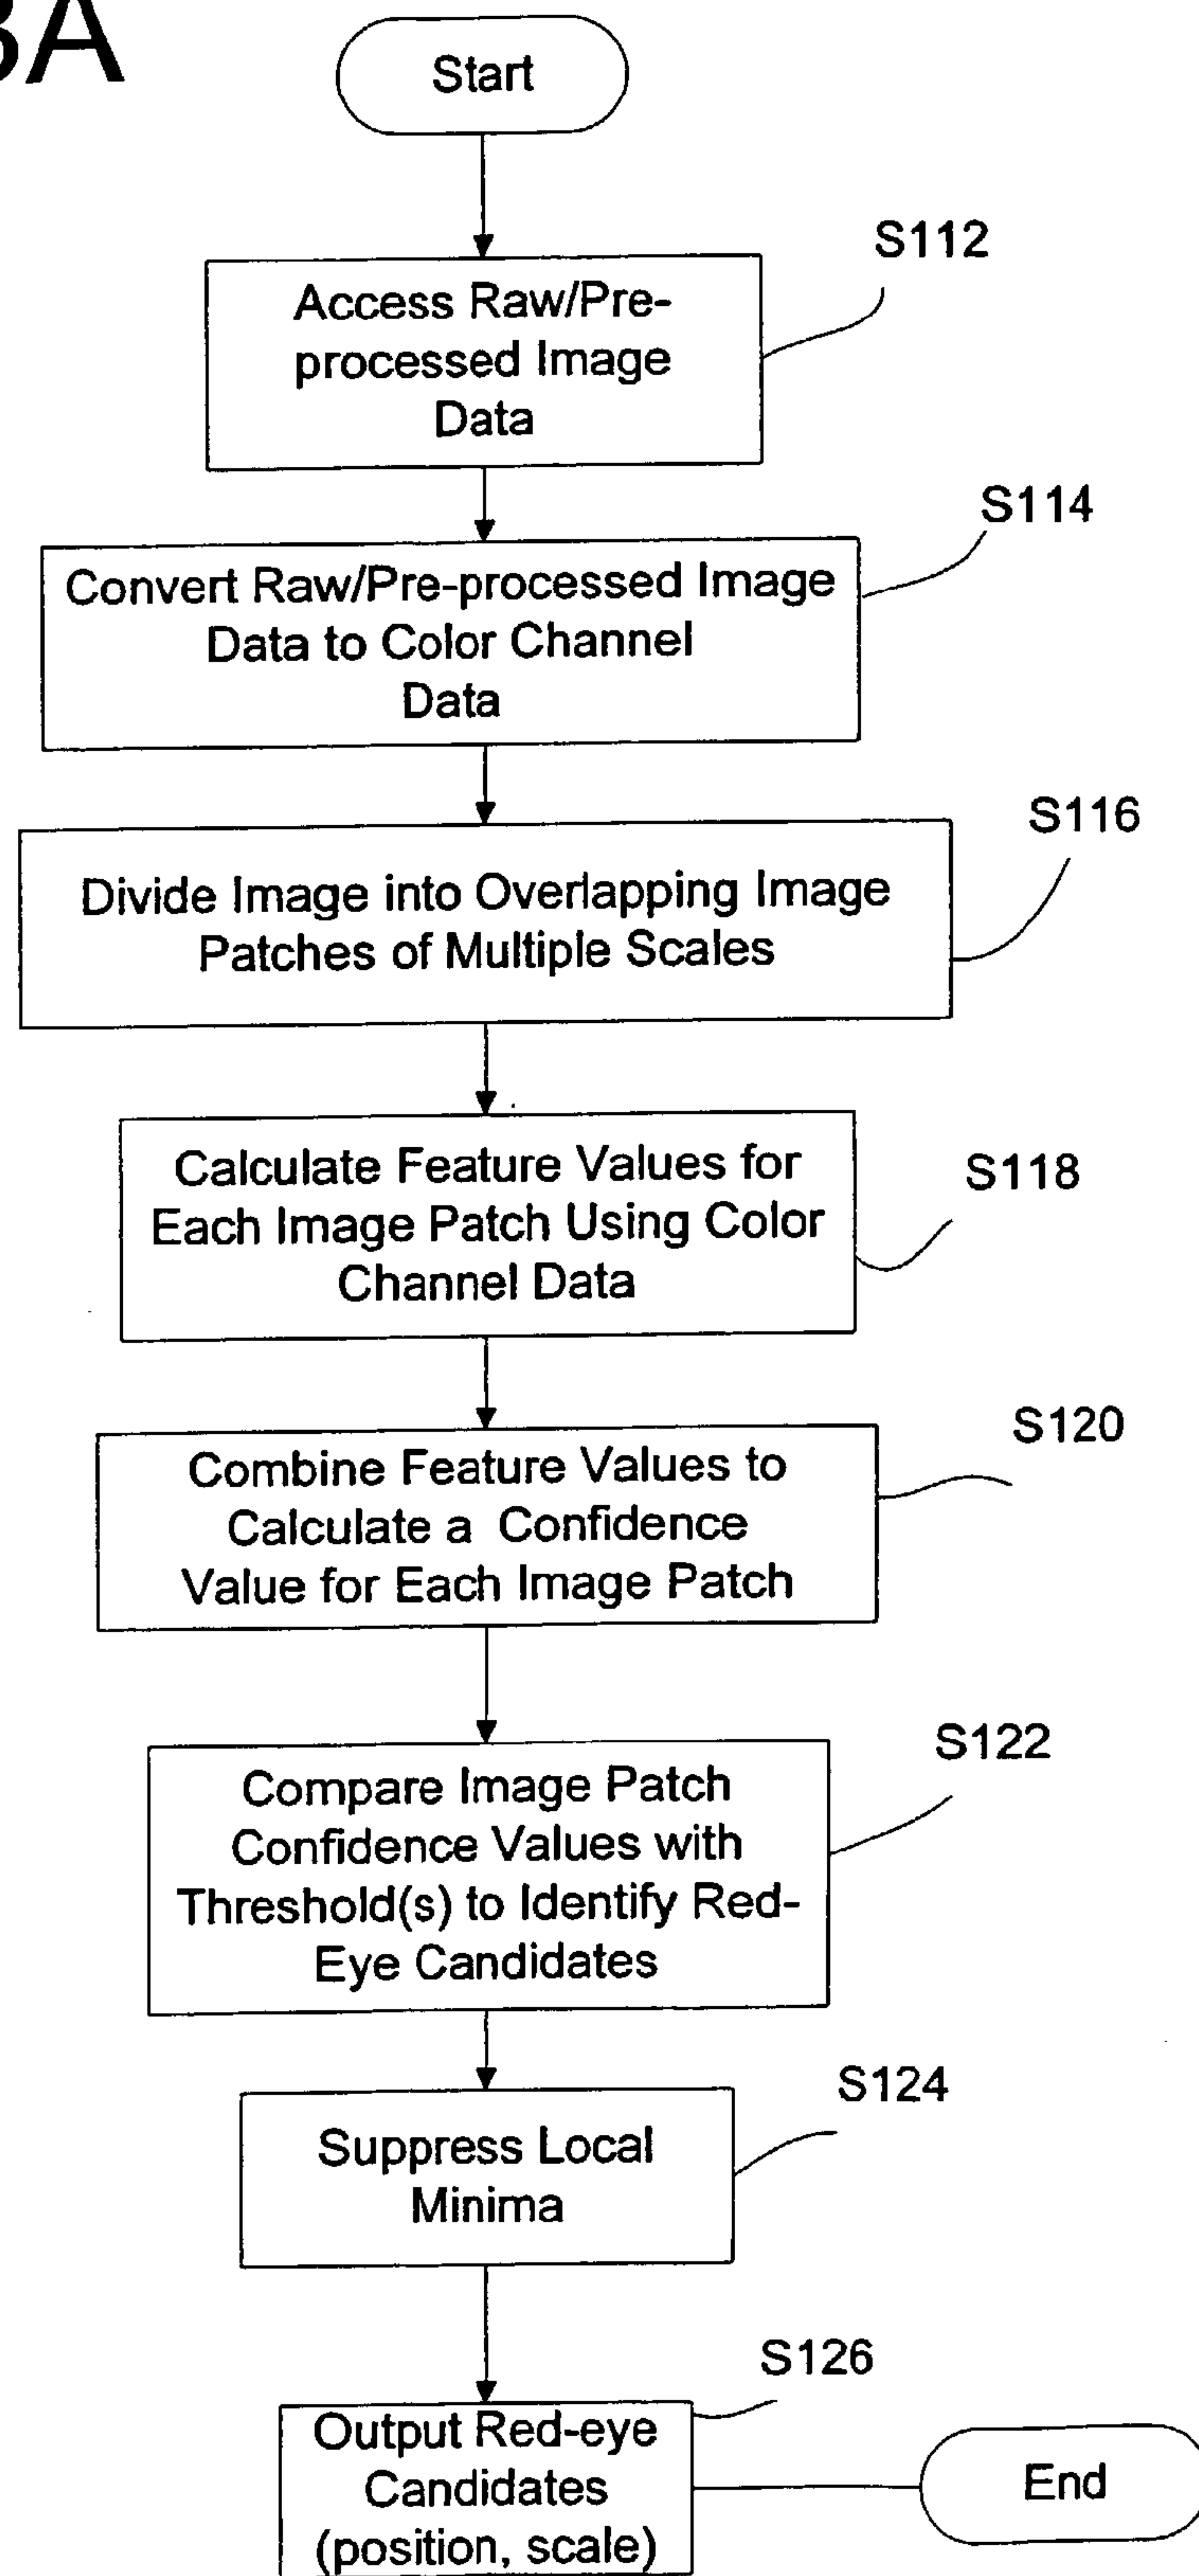 3A
Start
S112
Access Raw/Pre-
processed Image
Data
S114
Convert Raw/Pre-processed Image
Data to Color Channel
Data
S116
Divide Image into Overlapping Image
Patches of Multiple Scales
S118
Calculate Feature Values for
Each Image Patch Using Color
Channel Data
S120
Combine Feature Values to
Calculate a Confidence
Value for Each Image Patch
S122
Compare Image Patch
Confidence Values with
Threshold(s) to Identify Red-
Eye Candidates
S124
Suppress Local
Minima
S126
Output Red-eye
Candidates
(position, scale)
End